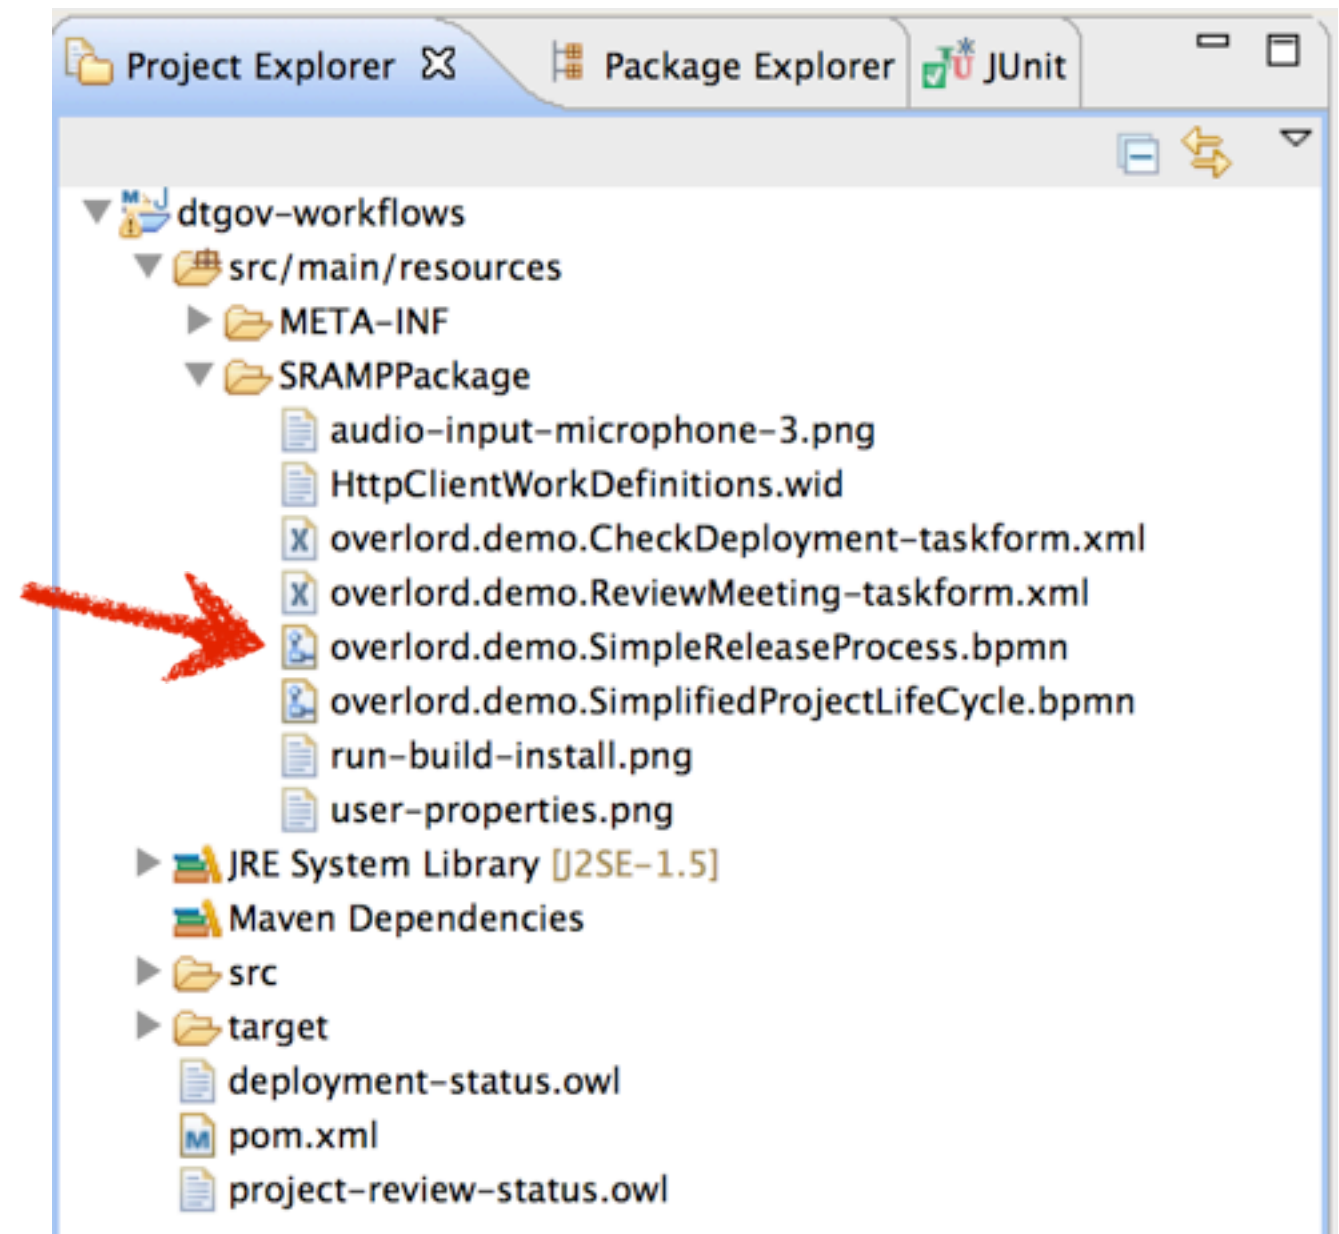 Project Explorer Package Explorer JUnit
dtgov-workflows
src/main/resources
META-INF
SRAMPPackage
audio-input-microphone-3.png
HttpClientWorkDefinitions.wid
overlord.demo.CheckDeployment-taskform.xml
overlord.demo.ReviewMeeting-taskform.xml
overlord.demo.SimpleReleaseProcess.bpmn
overlord.demo.SimplifiedProjectLifeCycle.bpmn
run-build-install.png
user-properties.png
JRE System Library [J2SE-1.5]
Maven Dependencies
src
target
deployment-status.owl
pom.xml
project-review-status.owl